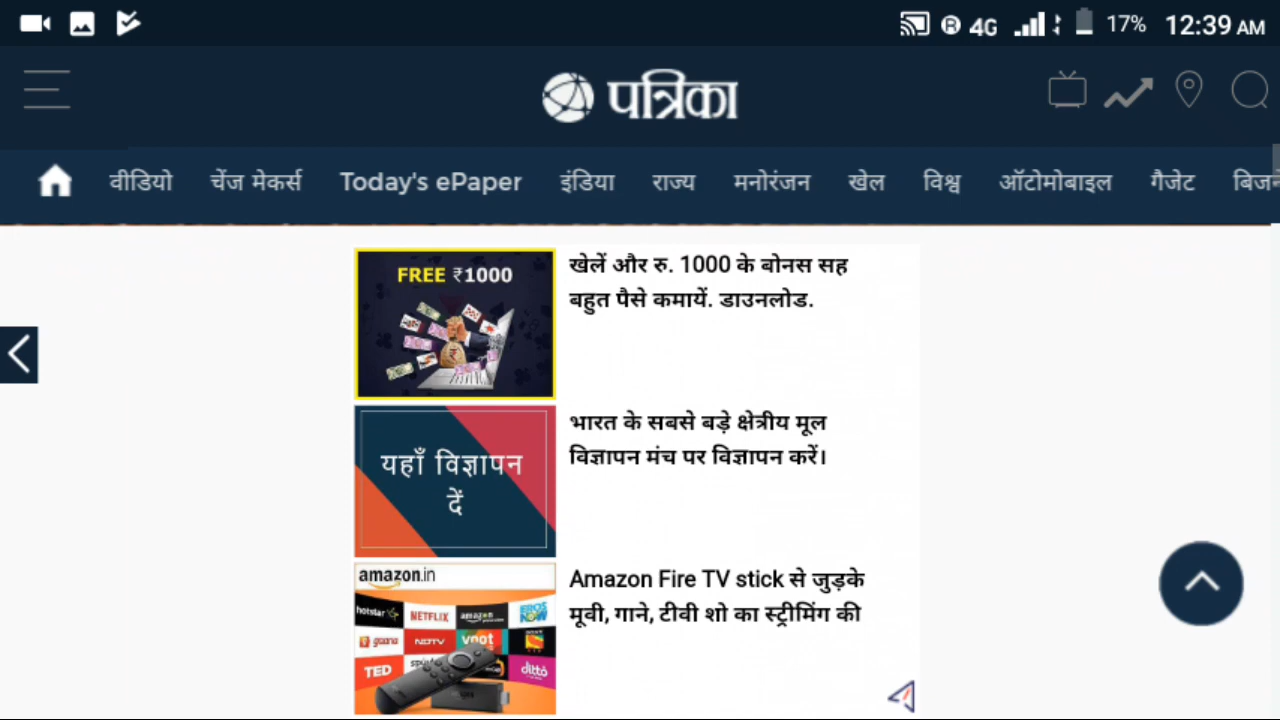 R 4G 17% 12:39 AM
पत्रिका
वीडियो चेंज मेकर्स Today's ePaper इंडिया राज्य मनोरंजन खेल विश्व ऑटोमोबाइल गैजेट
FREE ₹1000
खेलें और रु. 1000 के बोनस सह
बहुत पैसे कमायें. डाउनलोड.
यहाँ विज्ञापन
दें
भारत के सबसे बड़े क्षेत्रीय मूल
विज्ञापन मंच पर विज्ञापन करें।
amazon.in
hotstar NETFLIX amazon EROS NOW
gaana NDTV voot
TED ditto
Amazon Fire TV stick से जुड़के
मूवी, गाने, टीवी शो का स्ट्रीमिंग की